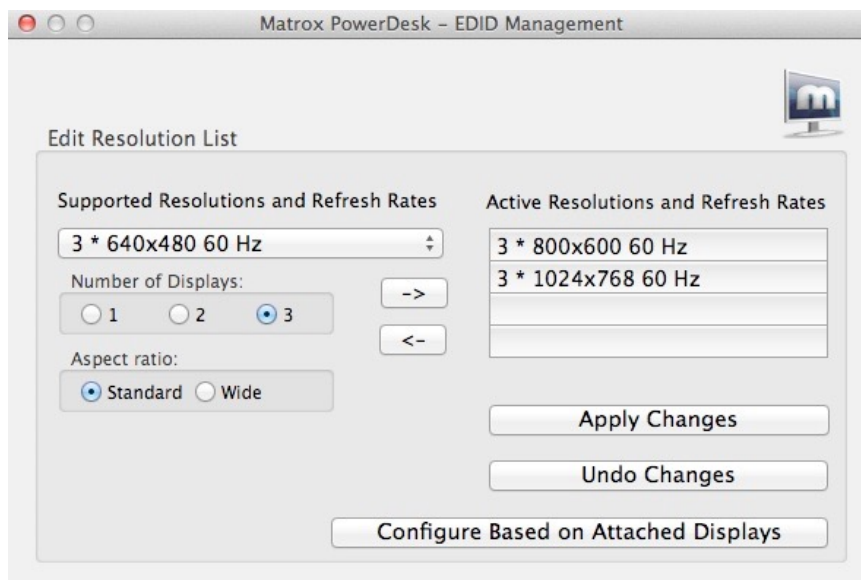 Matrox PowerDesk – EDID Management
m
Edit Resolution List
Supported Resolutions and Refresh Rates
3 * 640x480 60 Hz
Number of Displays:
1 2 3
Aspect ratio:
Standard Wide
->
<-
Active Resolutions and Refresh Rates
3 * 800x600 60 Hz
3 * 1024x768 60 Hz
Apply Changes
Undo Changes
Configure Based on Attached Displays